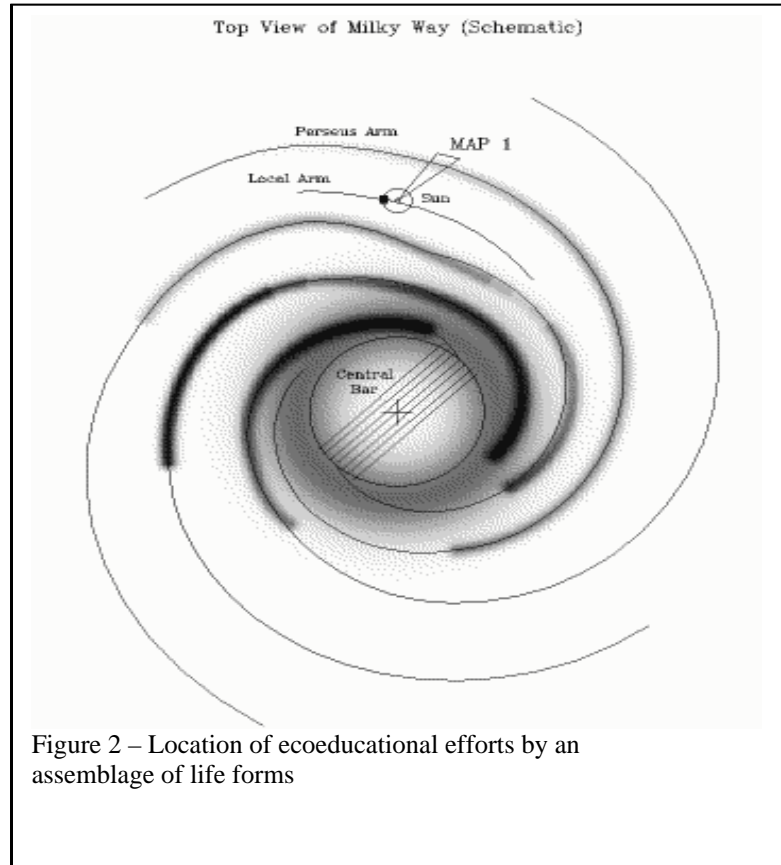 Top View of Milky Way (Schematic)
Perseus Arm
MAP 1
Local Arm
Sun
Central
Bar
Figure 2 – Location of ecoeducational efforts by an
assemblage of life forms